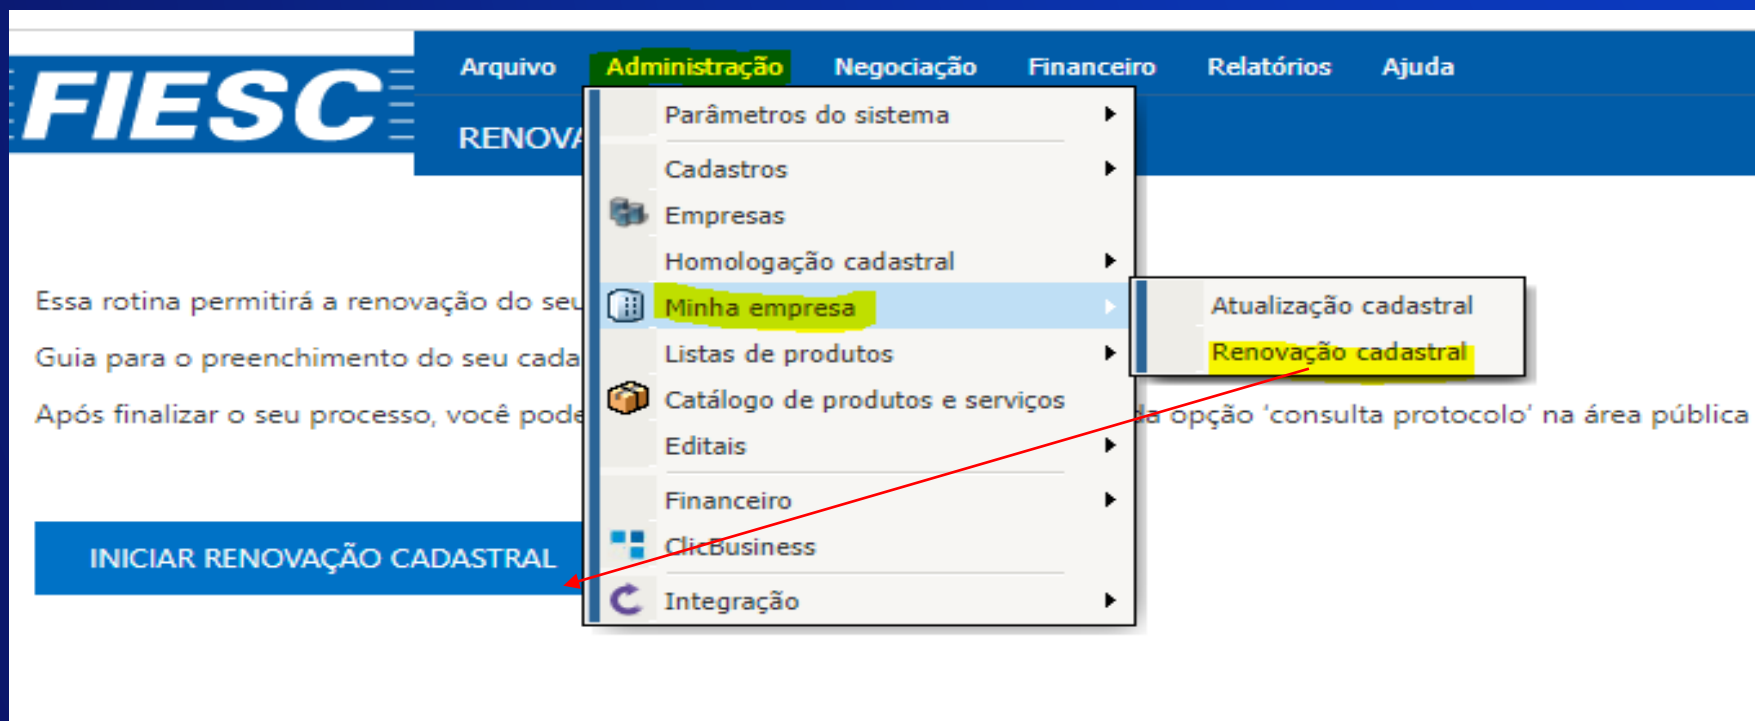 FIESC
Arquivo Administração Negociação Financeiro Relatórios Ajuda
RENOVA
Parâmetros do sistema
Cadastros
Empresas
Homologação cadastral
Minha empresa
Listas de produtos
Catálogo de produtos e serviços
Editais
Financeiro
ClicBusiness
Integração
Atualização cadastral
Renovação cadastral
Essa rotina permitirá a renovação do seu
Guia para o preenchimento do seu cada
Após finalizar o seu processo, você pode da opção ‘consulta protocolo’ na área pública
INICIAR RENOVAÇÃO CADASTRAL